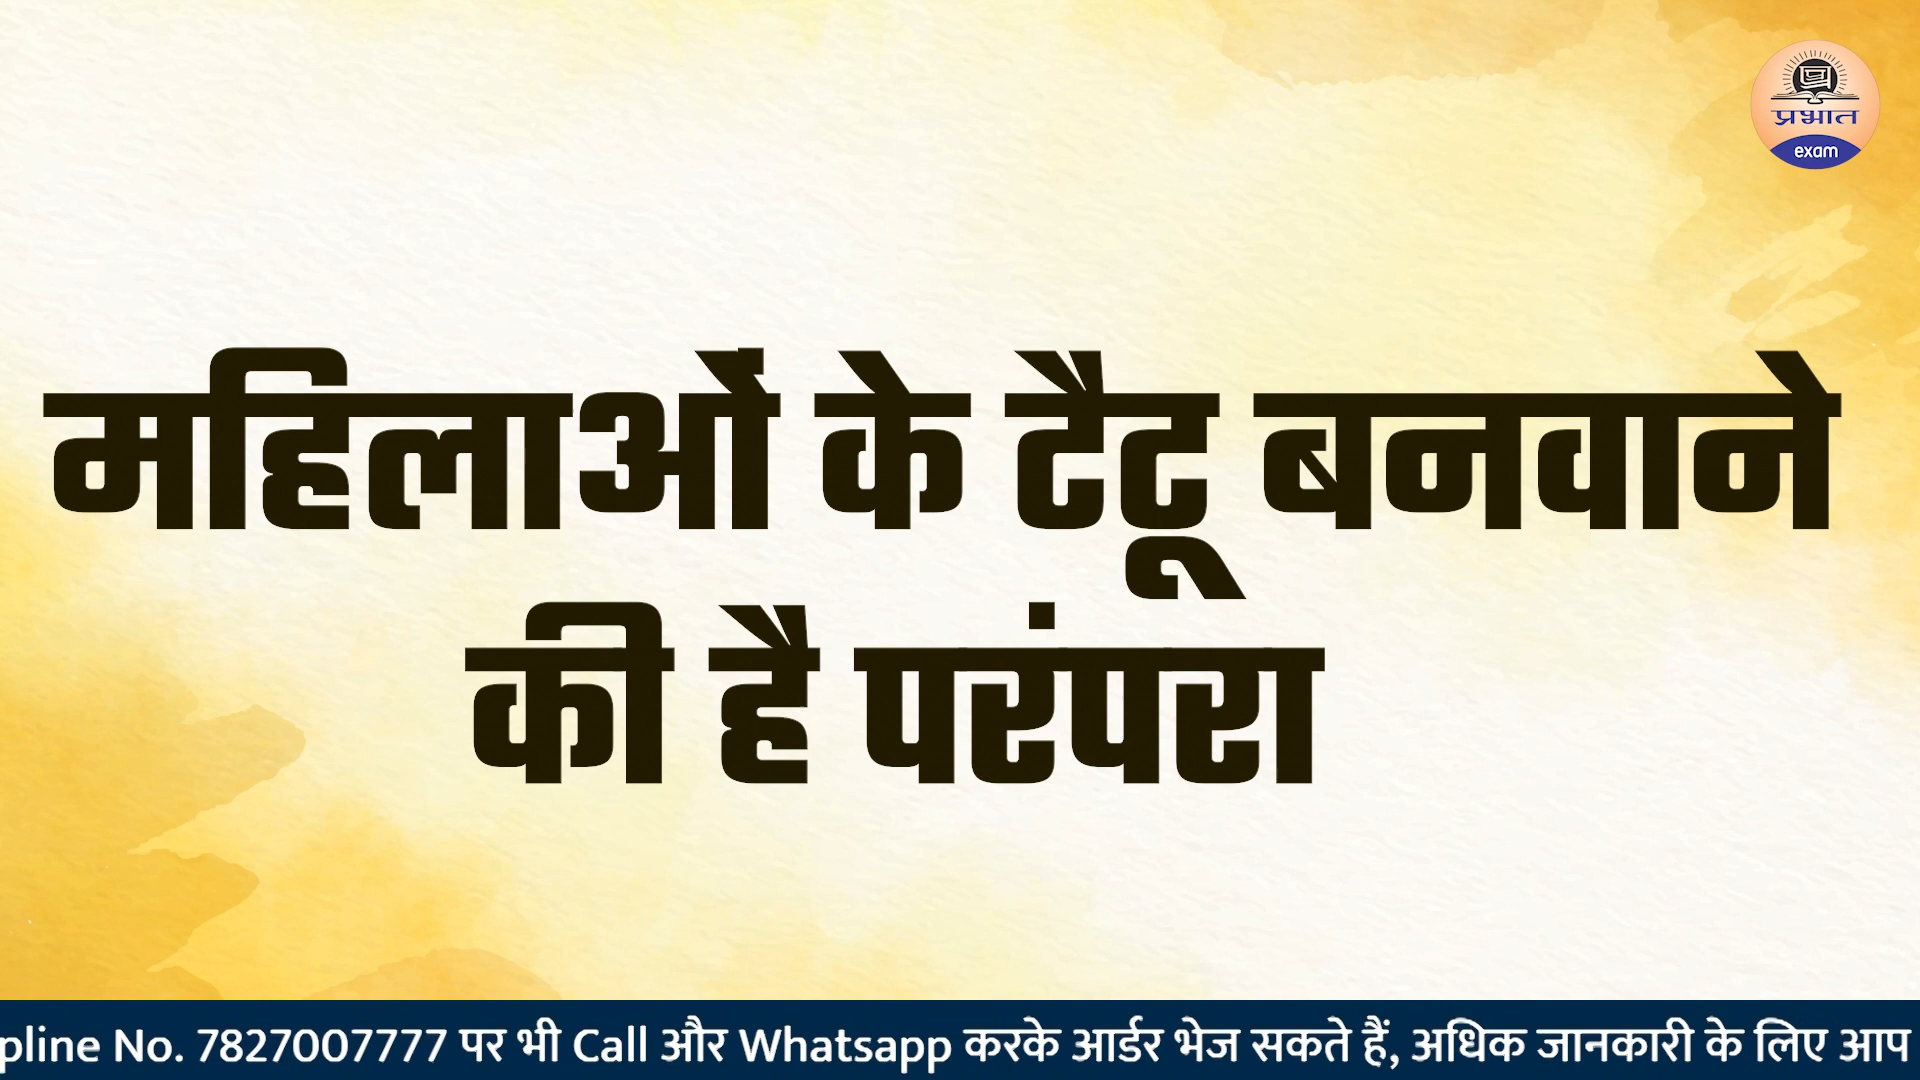 प्रभात
exam
महिलाओं के टैटू बनवाने
की है परंपरा
pline No. 7827007777 पर भी Call और Whatsapp करके आर्डर भेज सकते हैं, अधिक जानकारी के लिए आप